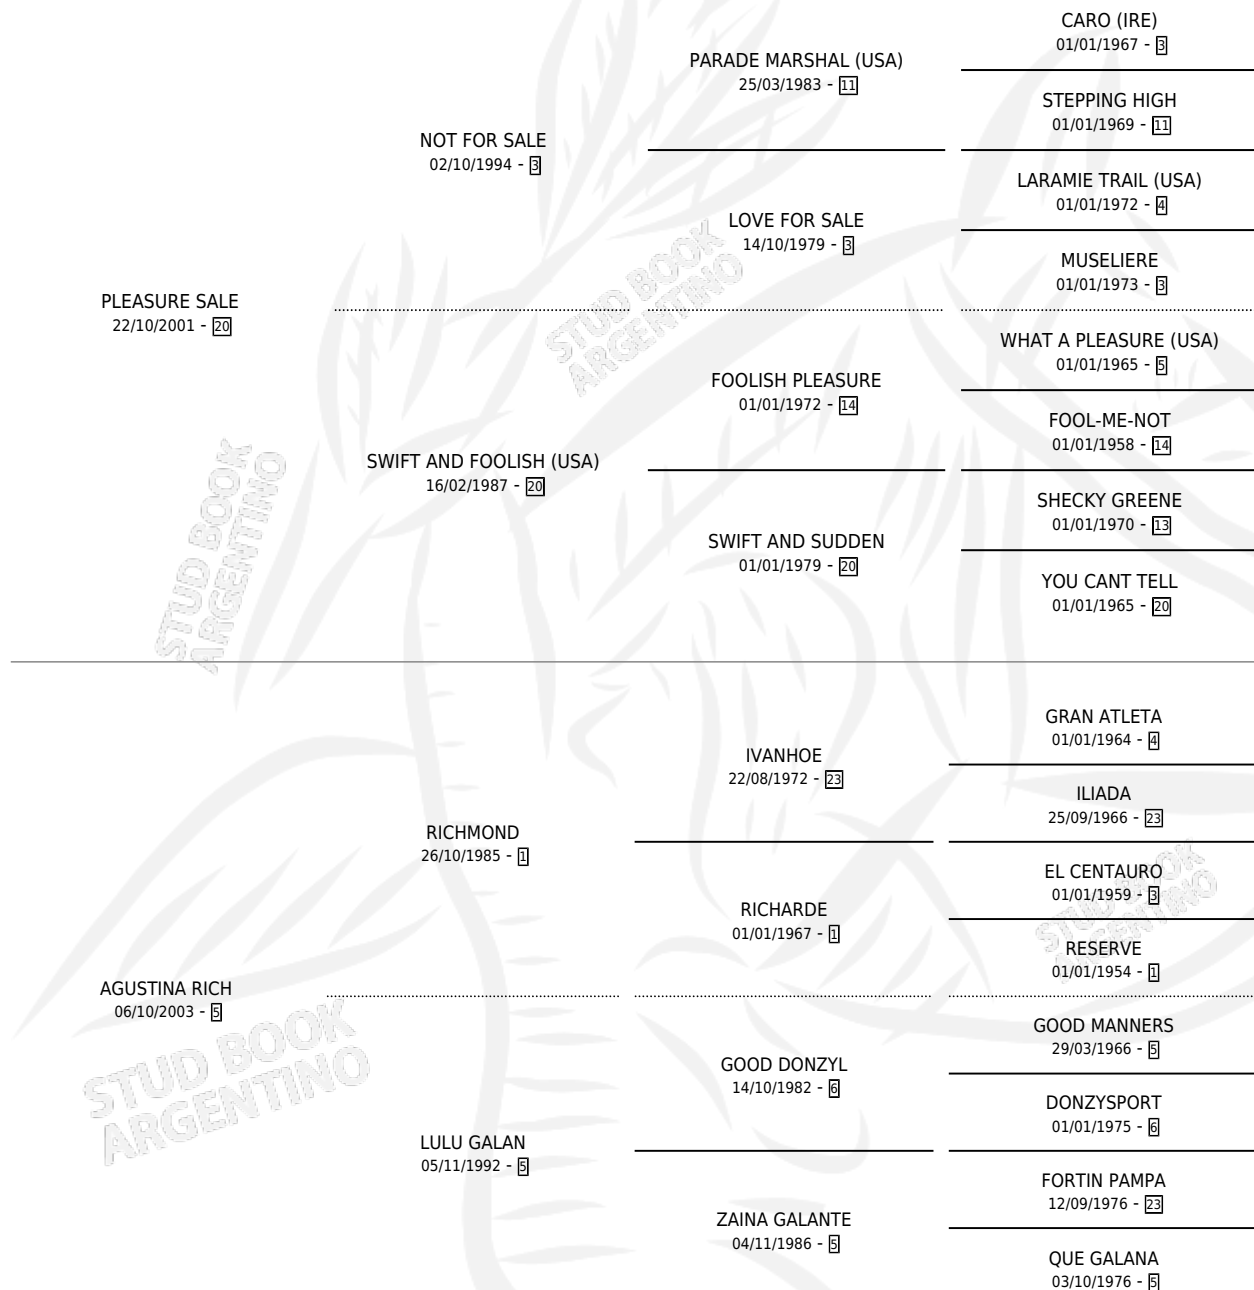 CARO (IRE)
01/01/1967 - 3
PARADE MARSHAL (USA)
25/03/1983 - 11
STEPPING HIGH
01/01/1969 - 11
NOT FOR SALE
02/10/1994 - 3
LARAMIE TRAIL (USA)
01/01/1972 - 4
LOVE FOR SALE
14/10/1979 - 3
MUSELIERE
01/01/1973 - 3
STUD BOOK
ARGENTINO
PLEASURE SALE
22/10/2001 - 20
WHAT A PLEASURE (USA)
01/01/1965 - 5
FOOLISH PLEASURE
01/01/1972 - 14
FOOL-ME-NOT
01/01/1958 - 14
SWIFT AND FOOLISH (USA)
16/02/1987 - 20
SHECKY GREENE
01/01/1970 - 13
SWIFT AND SUDDEN
01/01/1979 - 20
YOU CANT TELL
01/01/1965 - 20
STUD BOOK
ARGENTINO
GRAN ATLETA
01/01/1964 - 4
IVANHOE
22/08/1972 - 23
ILIADA
25/09/1966 - 23
RICHMOND
26/10/1985 - 1
EL CENTAURO
01/01/1959 - 3
RICHARDE
01/01/1967 - 1
RESERVE
01/01/1954 - 1
STUD BOOK
ARGENTINO
AGUSTINA RICH
06/10/2003 - 5
GOOD MANNERS
29/03/1966 - 5
GOOD DONZYL
14/10/1982 - 6
DONZYSPORT
01/01/1975 - 6
STUD BOOK
ARGENTINO
LULU GALAN
05/11/1992 - 5
FORTIN PAMPA
12/09/1976 - 23
ZAINA GALANTE
04/11/1986 - 5
QUE GALANA
03/10/1976 - 5